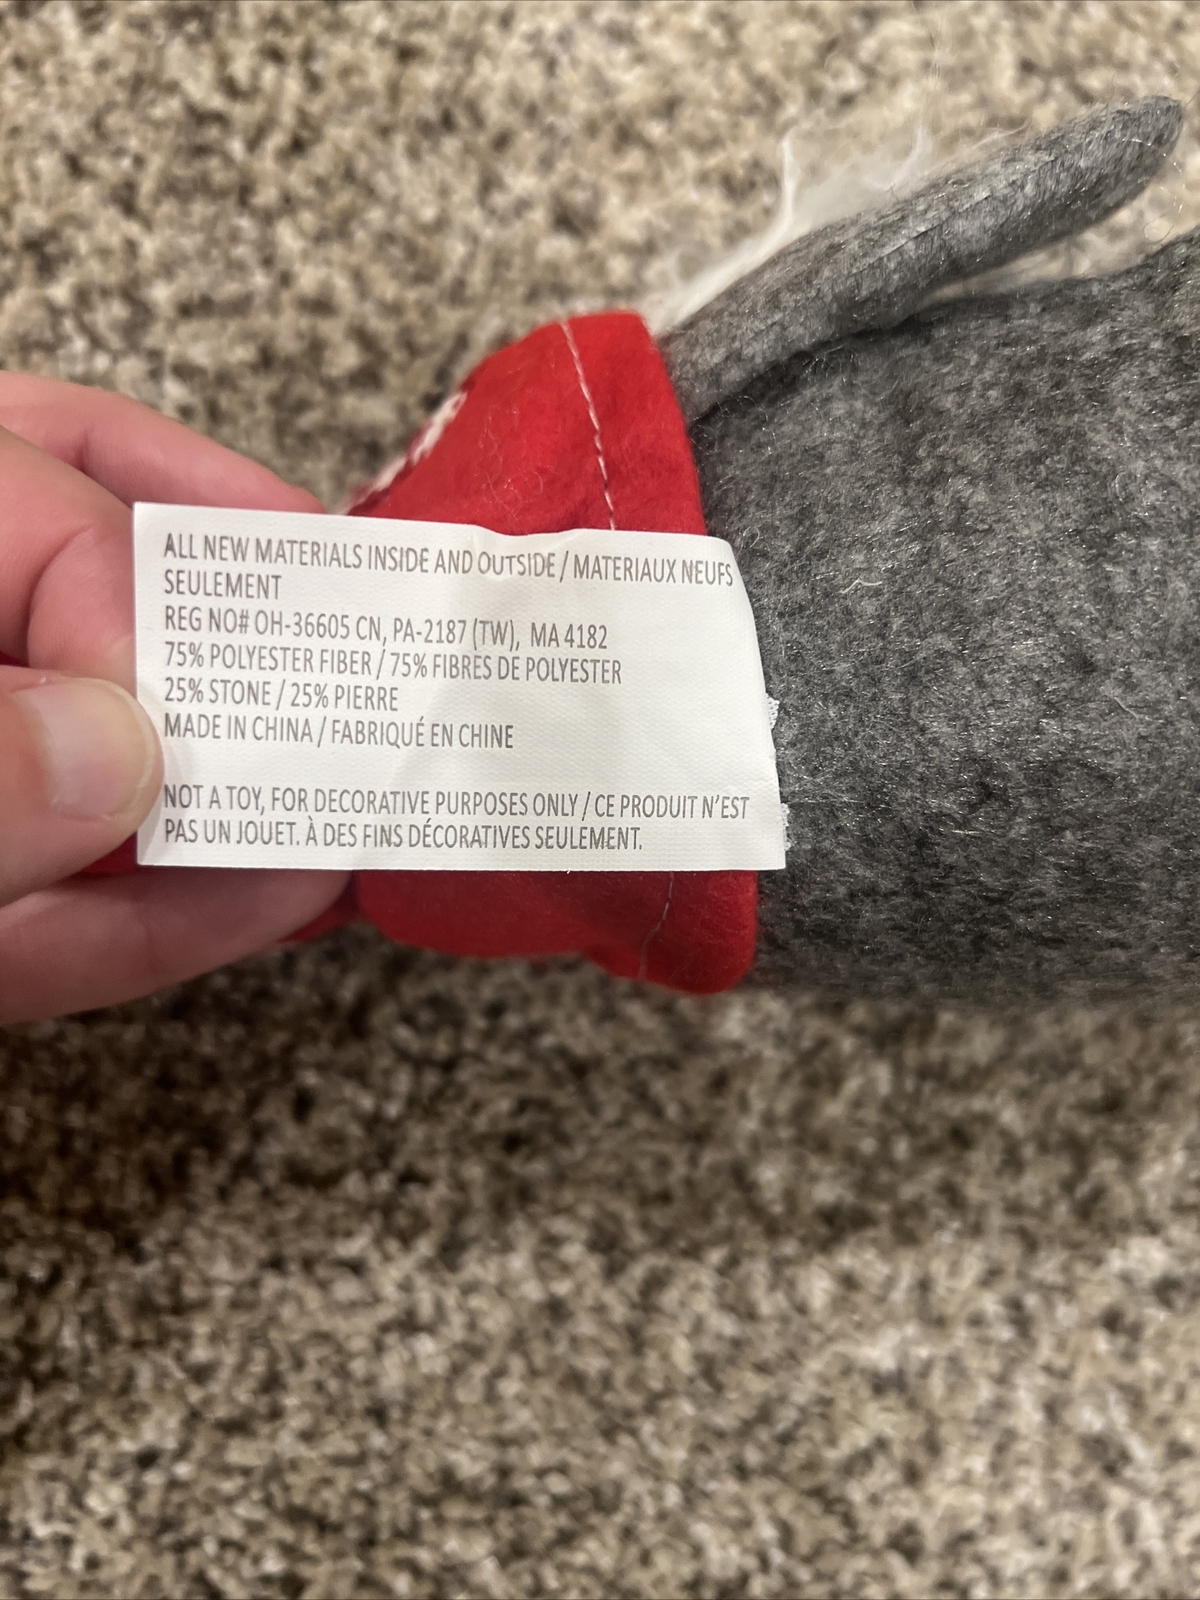 ALL NEW MATERIALS INSIDE AND OUTSIDE / MATERIAUX NEUFS
SEULEMENT
REG NO# OH-36605 CN, PA-2187 (TW), MA 4182
75% POLYESTER FIBER / 75% FIBRES DE POLYESTER
25% STONE / 25% PIERRE
MADE IN CHINA / FABRIQUÉ EN CHINE
NOT A TOY, FOR DECORATIVE PURPOSES ONLY / CE PRODUIT N'EST
PAS UN JOUET. À DES FINS DÉCORATIVES SEULEMENT.